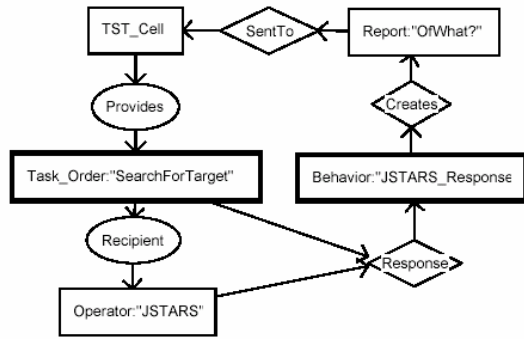 TST_Cell
SentTo
Report:"OfWhat?"
Provides
Creates
Task_Order:"SearchForTarget"
Behavior:"JSTARS_Response
Recipient
Response
Operator:"JSTARS"